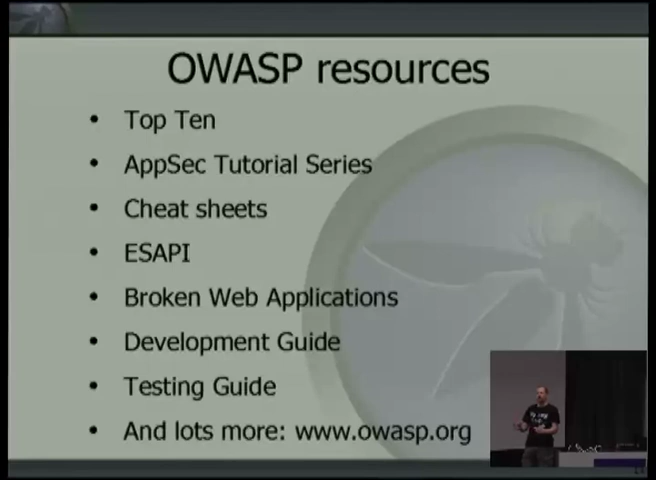 OWASP resources
• Top Ten
• AppSec Tutorial Series
• Cheat sheets
• ESAPI
• Broken Web Applications
• Development Guide
• Testing Guide
• And lots more: www.owasp.org